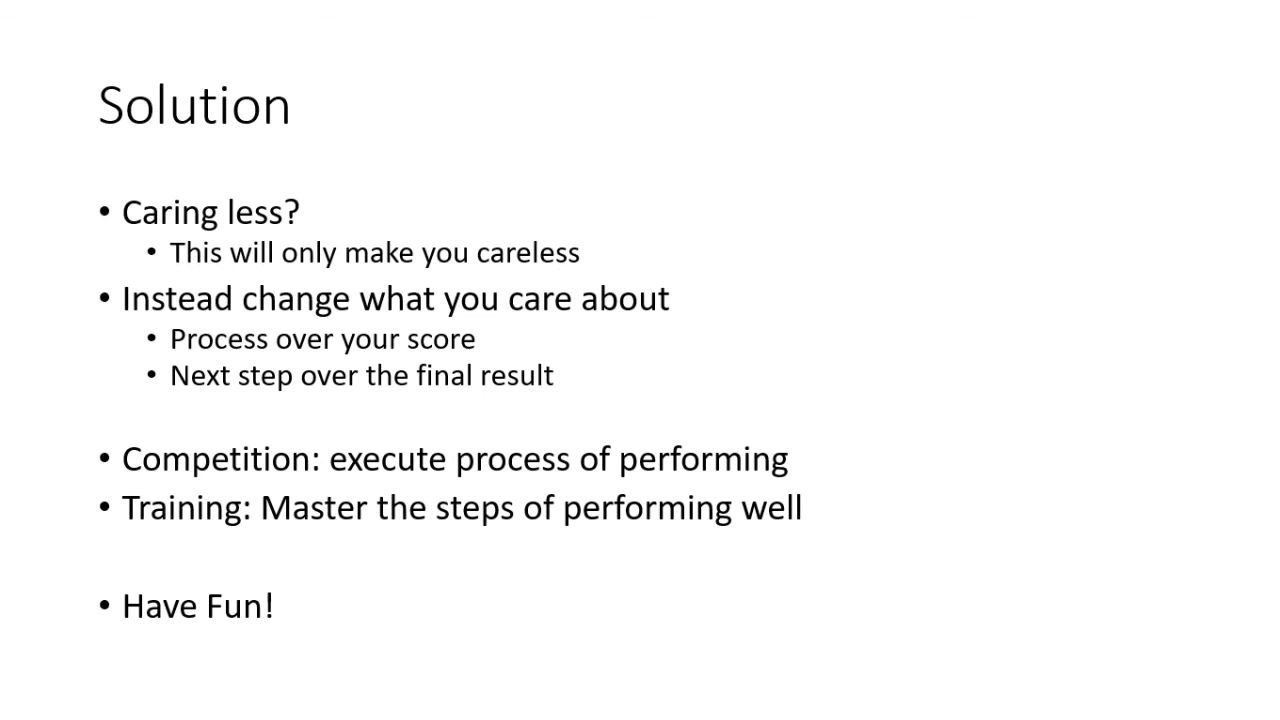 Solution
• Caring less?
• This will only make you careless
• Instead change what you care about
• Process over your score
• Next step over the final result
• Competition: execute process of performing
• Training: Master the steps of performing well
• Have Fun!